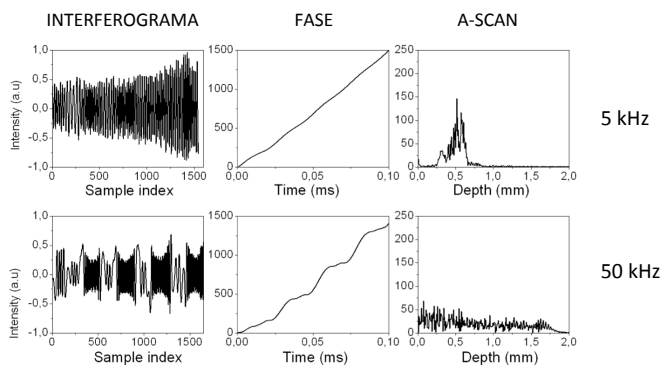 INTERFEROGRAMA FASE A-SCAN
1,0
0,5
0,0
-0,5
-1,0
Intensity (a.u)
0 500 1000 1500
Sample index
1500
1000
500
0
0,00 0,05 0,10
Time (ms)
250
200
150
100
50
0
0,0 0,5 1,0 1,5 2,0
Depth (mm)
5 kHz
1,0
0,5
0,0
-0,5
-1,0
Intensity (a.u)
0 500 1000 1500
Sample index
1500
1000
500
0
0,00 0,05 0,10
Time (ms)
250
200
150
100
50
0
0,0 0,5 1,0 1,5 2,0
Depth (mm)
50 kHz